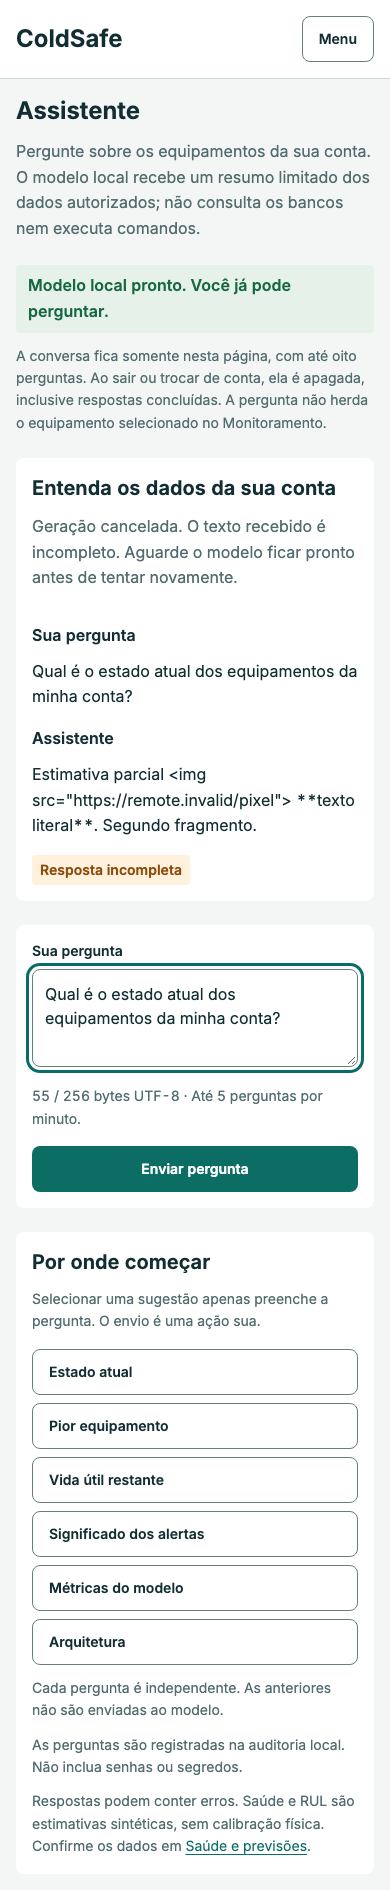 ColdSafe
Menu
Assistente
Pergunte sobre os equipamentos da sua conta.
O modelo local recebe um resumo limitado dos
dados autorizados; não consulta os bancos
nem executa comandos.
Modelo local pronto. Você já pode
perguntar.
A conversa fica somente nesta página, com até oito
perguntas. Ao sair ou trocar de conta, ela é apagada,
inclusive respostas concluídas. A pergunta não herda
o equipamento selecionado no Monitoramento.
Entenda os dados da sua conta
Geração cancelada. O texto recebido é
incompleto. Aguarde o modelo ficar pronto
antes de tentar novamente.
Sua pergunta
Qual é o estado atual dos equipamentos da
minha conta?
Assistente
Estimativa parcial <img
src="https://remote.invalid/pixel"> **texto
literal**. Segundo fragmento.
Resposta incompleta
Sua pergunta
Qual é o estado atual dos
equipamentos da minha conta?
55 / 256 bytes UTF-8 · Até 5 perguntas por
minuto.
Enviar pergunta
Por onde começar
Selecionar uma sugestão apenas preenche a
pergunta. O envio é uma ação sua.
Estado atual
Pior equipamento
Vida útil restante
Significado dos alertas
Métricas do modelo
Arquitetura
Cada pergunta é independente. As anteriores
não são enviadas ao modelo.
As perguntas são registradas na auditoria local.
Não inclua senhas ou segredos.
Respostas podem conter erros. Saúde e RUL são
estimativas sintéticas, sem calibração física.
Confirme os dados em Saúde e previsões.